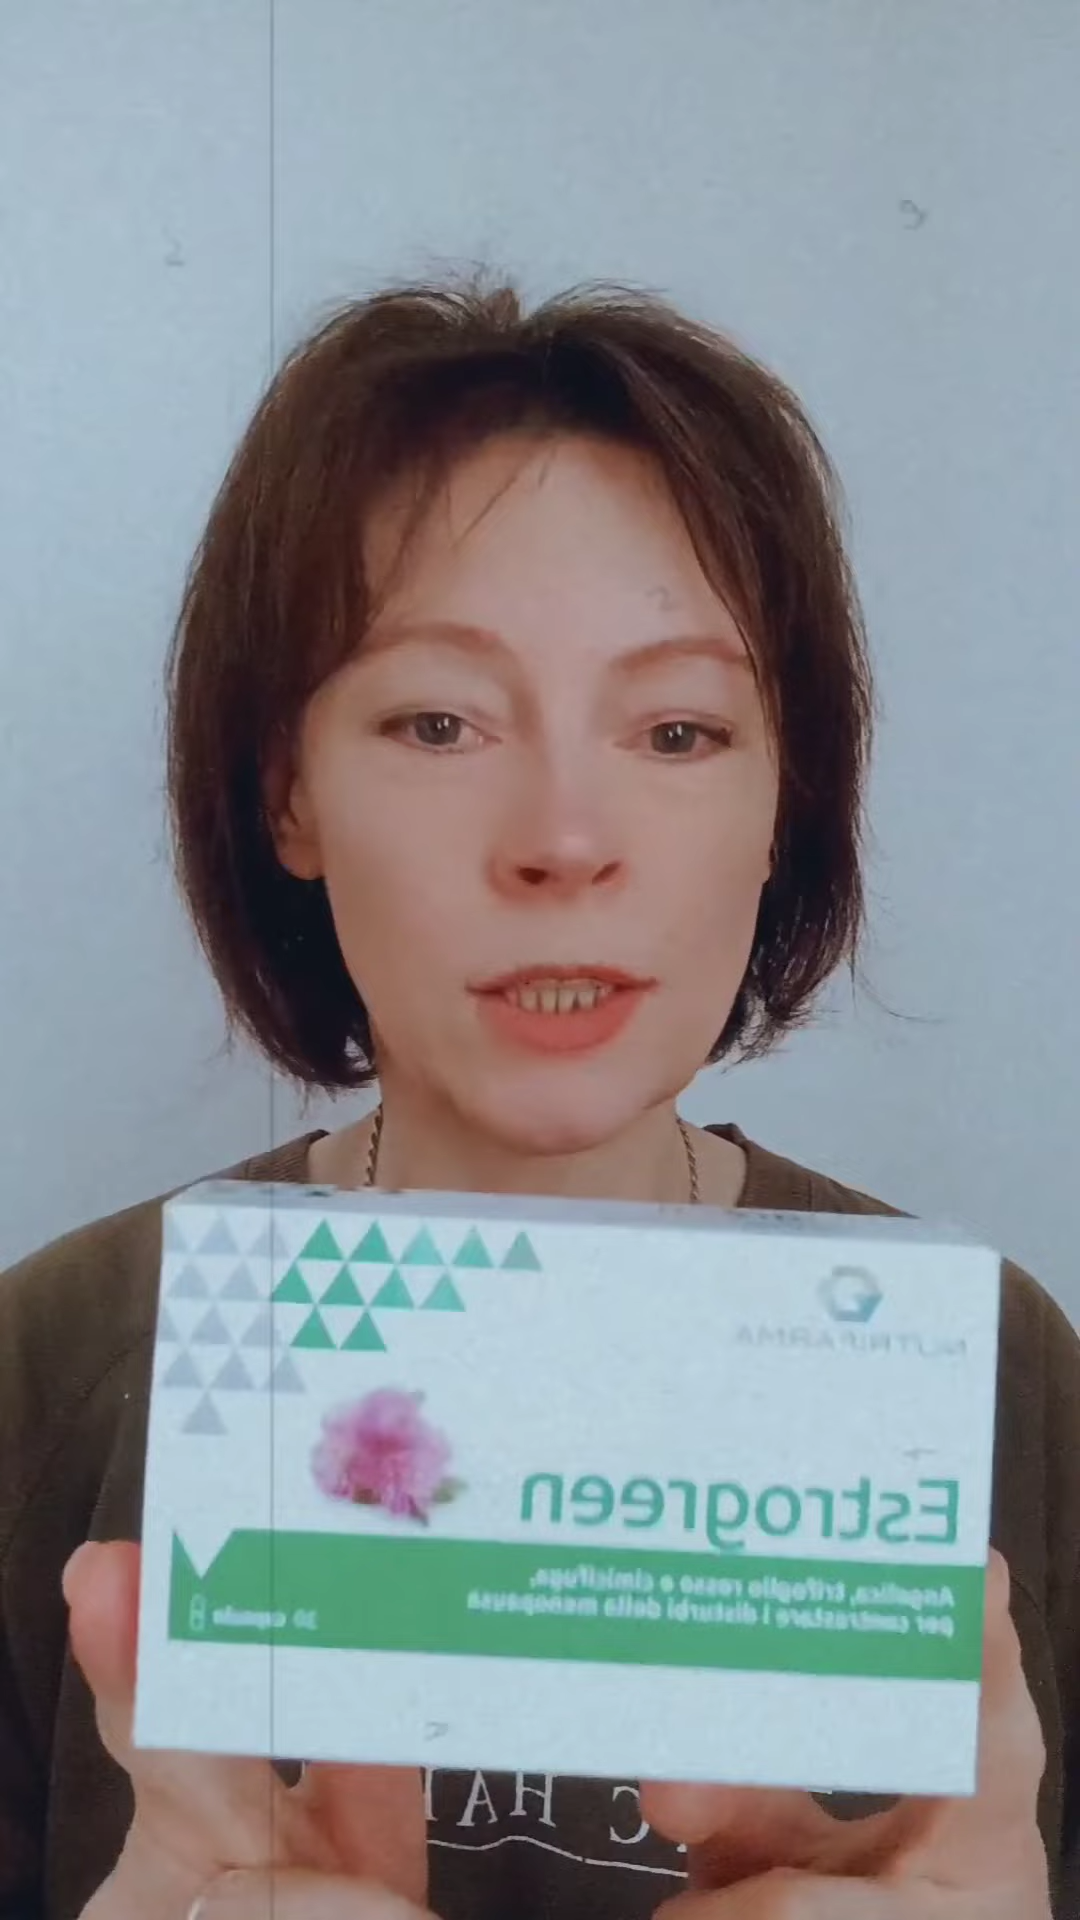 NUTRIFARMA
Estrogreen
Angelica, trifoglio rosso e cimicifuga,
per contrastare i disturbi della menopausa
30 capsule